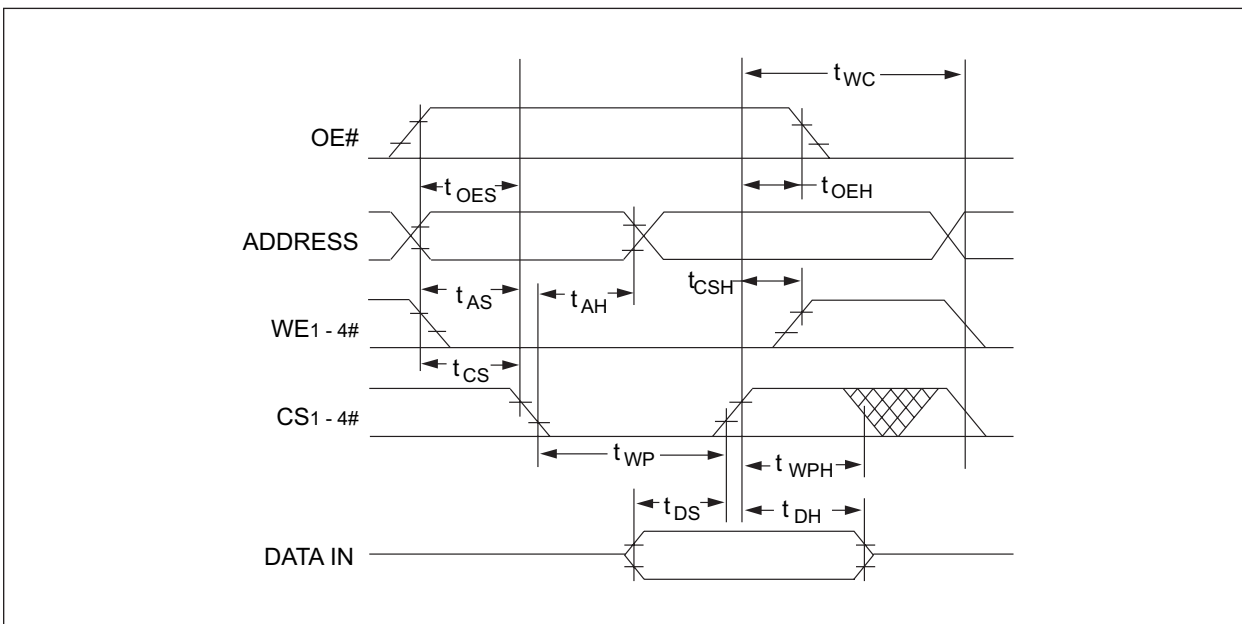 tWC
OE#
tOES
tOEH
ADDRESS
tCSH
tAS
tAH
WE1 - 4#
tCS
CS1 - 4#
tWP
tWPH
tDS
tDH
DATA IN